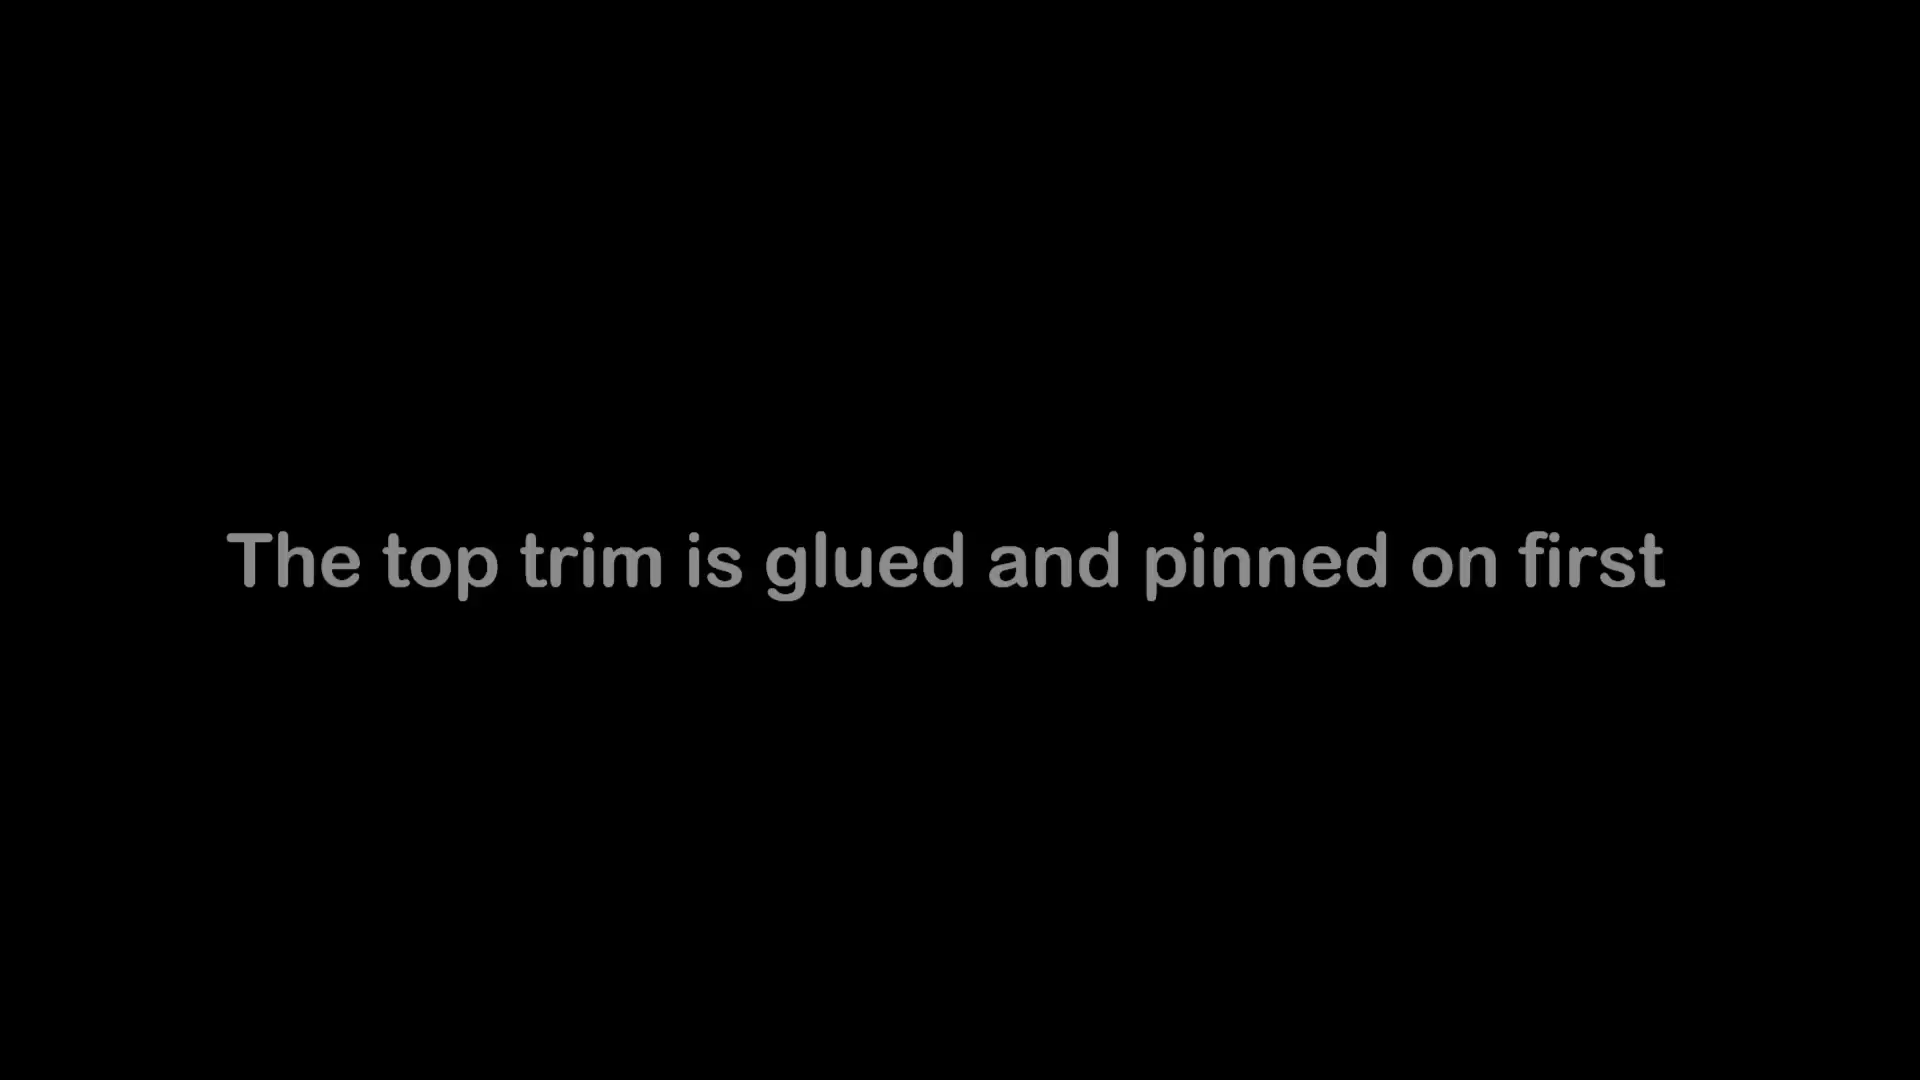 The top trim is glued and pinned on first